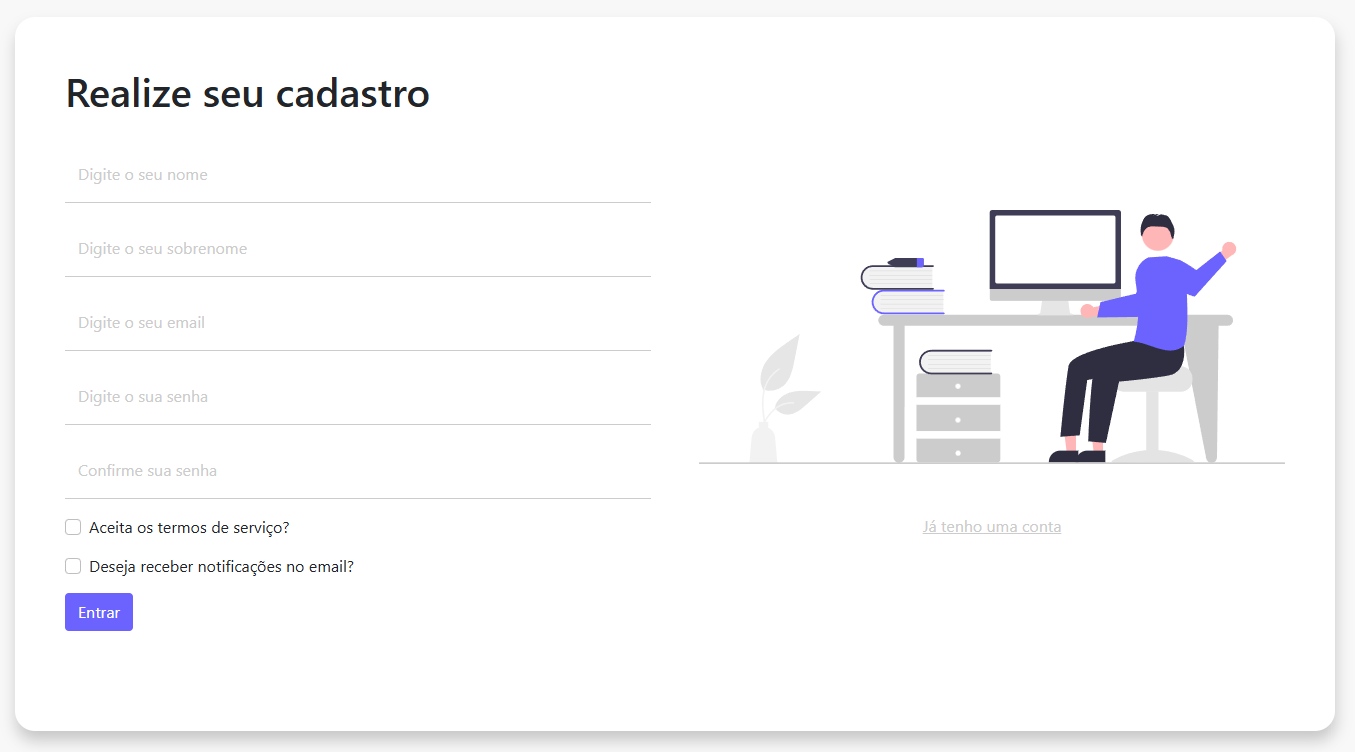 Realize seu cadastro
Digite o seu nome
Digite o seu sobrenome
Digite o seu email
Digite o sua senha
Confirme sua senha
Aceita os termos de serviço?
Deseja receber notificações no email?
Entrar
Já tenho uma conta